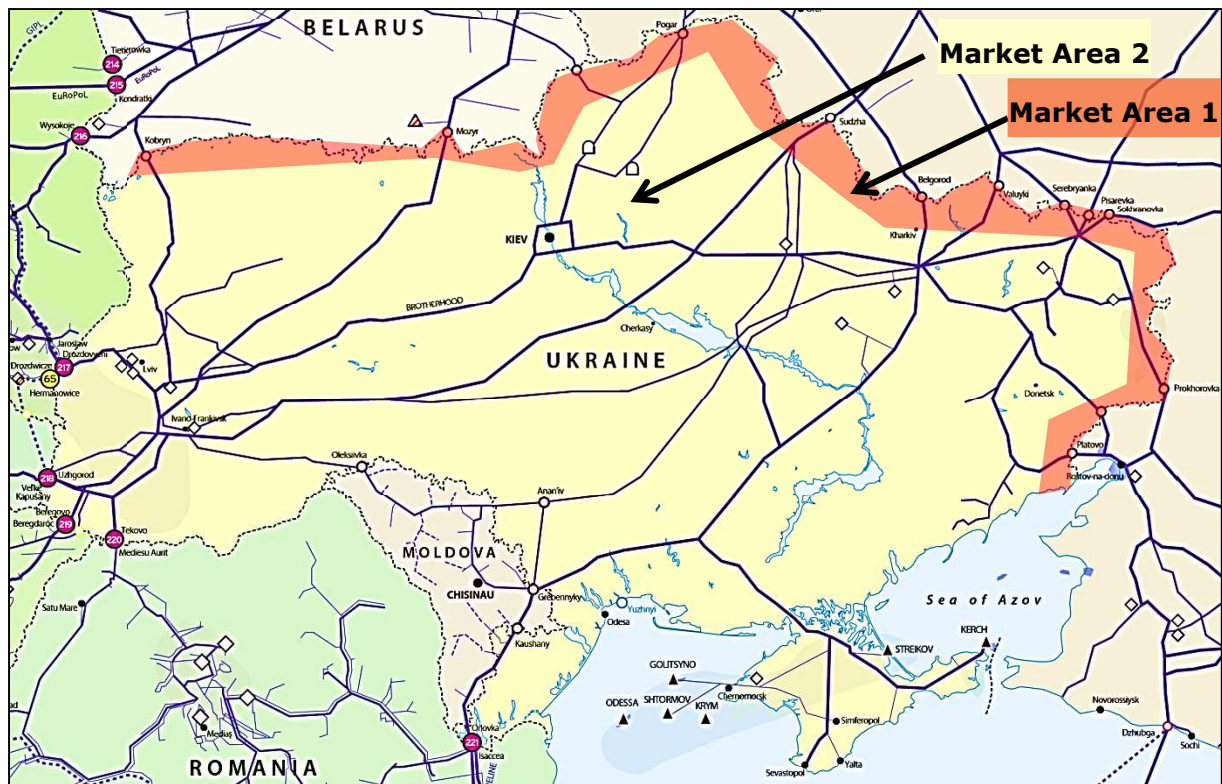 BELARUS
Pogar
GIPL
Tietierowka
214
215
EuRoPoL
EuRoPoL
Kondratki
Wysokoje
216
Kobryn
Mozyr
Market Area 2
Market Area 1
Sudzha
Belgorod
Valuyki
Serebryanka
Pisarevka
Sokhranovka
Kharkiv
KIEV
BROTHERHOOD
Cherkasy
UKRAINE
Jaroslaw
Drozdowicze
Drozdovychi
217
65
Hermanowice
Lviv
Ivano-Frankivsk
Donetsk
Prokhorovka
Platovo
Rostov-na-donu
Oleksivka
Anan'iv
218
Uzhgorod
Velké
Kapušany
Beregovo
Beregdaróc
219
Tekovo
220
Mediesu Aurit
MOLDOVA
CHISINAU
Grebennyky
Satu Mare
Kaushany
Odesa
Yuzhnyi
Sea of Azov
KERCH
STREIKOV
GOLITSYNO
Chernomorsk
ODESSA
SHTORMOV
KRYM
Simferopol
Novorossiysk
Dzhubga
Sochi
Orlovka
221
Isaccea
Medias
ROMANIA
Sevastopol
Yalta